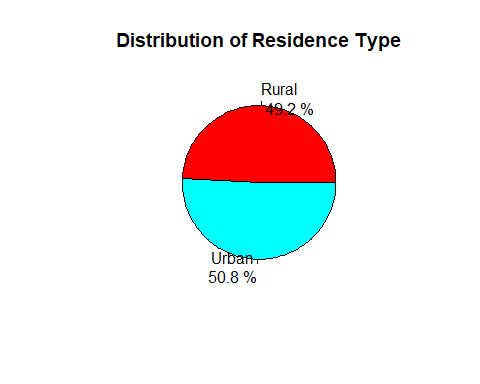 Distribution of Residence Type
Rural
49.2 %
Urban
50.8 %